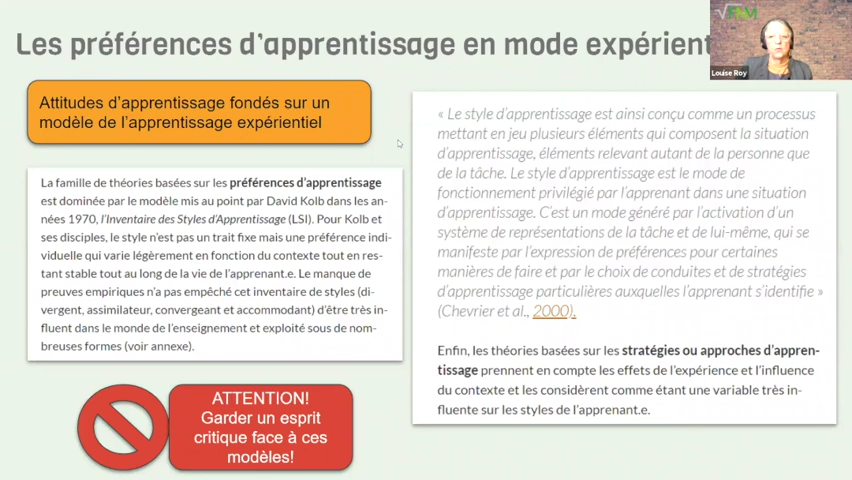 Les préférences d'apprentissage en mode expérient
Louise Roy
Attitudes d'apprentissage fondés sur un
modèle de l'apprentissage expérientiel
La famille de théories basées sur les préférences d'apprentissage
est dominée par le modèle mis au point par David Kolb dans les an-
nées 1970, l'Inventaire des Styles d'Apprentissage (LSI). Pour Kolb et
ses disciples, le style n'est pas un trait fixe mais une préférence indi-
viduelle qui varie légèrement en fonction du contexte tout en res-
tant stable tout au long de la vie de l'apprenant.e. Le manque de
preuves empiriques n'a pas empêché cet inventaire de styles (di-
vergent, assimilateur, convergeant et accommodant) d'être très in-
fluent dans le monde de l'enseignement et exploité sous de nom-
breuses formes (voir annexe).
ATTENTION!
Garder un esprit
critique face à ces
modèles!
« Le style d'apprentissage est ainsi conçu comme un processus
mettant en jeu plusieurs éléments qui composent la situation
d'apprentissage, éléments relevant autant de la personne que
de la tâche. Le style d'apprentissage est le mode de
fonctionnement privilégié par l'apprenant dans une situation
d'apprentissage. C'est un mode généré par l'activation d'un
système de représentations de la tâche et de lui-même, qui se
manifeste par l'expression de préférences pour certaines
manières de faire et par le choix de conduites et de stratégies
d'apprentissage particulières auxquelles l'apprenant s'identifie »
(Chevrier et al., 2000).
Enfin, les théories basées sur les stratégies ou approches d'appren-
tissage prennent en compte les effets de l'expérience et l'influence
du contexte et les considèrent comme étant une variable très in-
fluente sur les styles de l'apprenant.e.